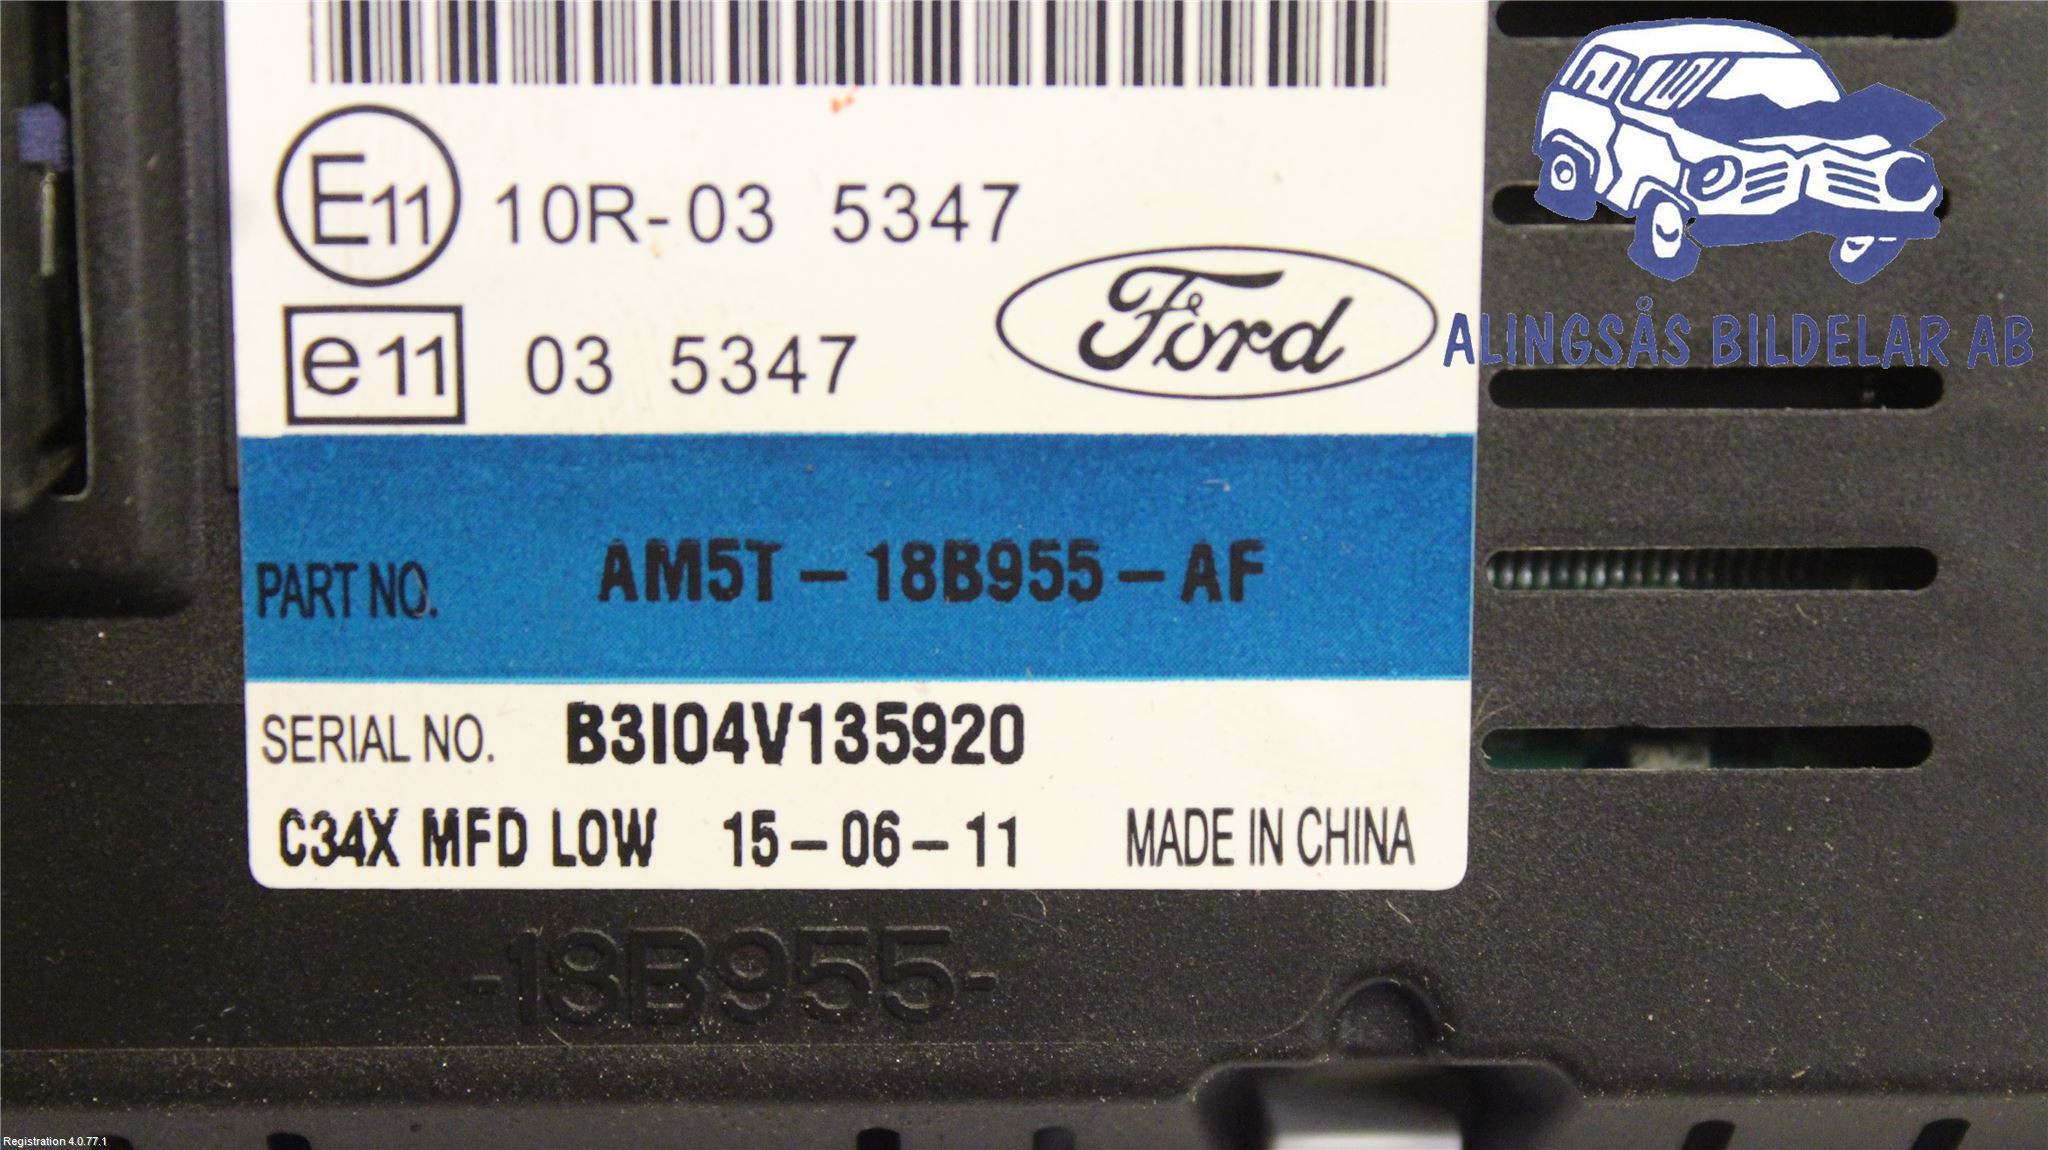 E11 10R-03 5347
Ford
e11 03 5347
ALINGSÅS BILDELAR AB
PART NO. AM5T-18B955-AF
SERIAL NO. B3I04V135920
C34X MFD LOW 15-06-11 MADE IN CHINA
-18B955-
Registration 4.0.77.1